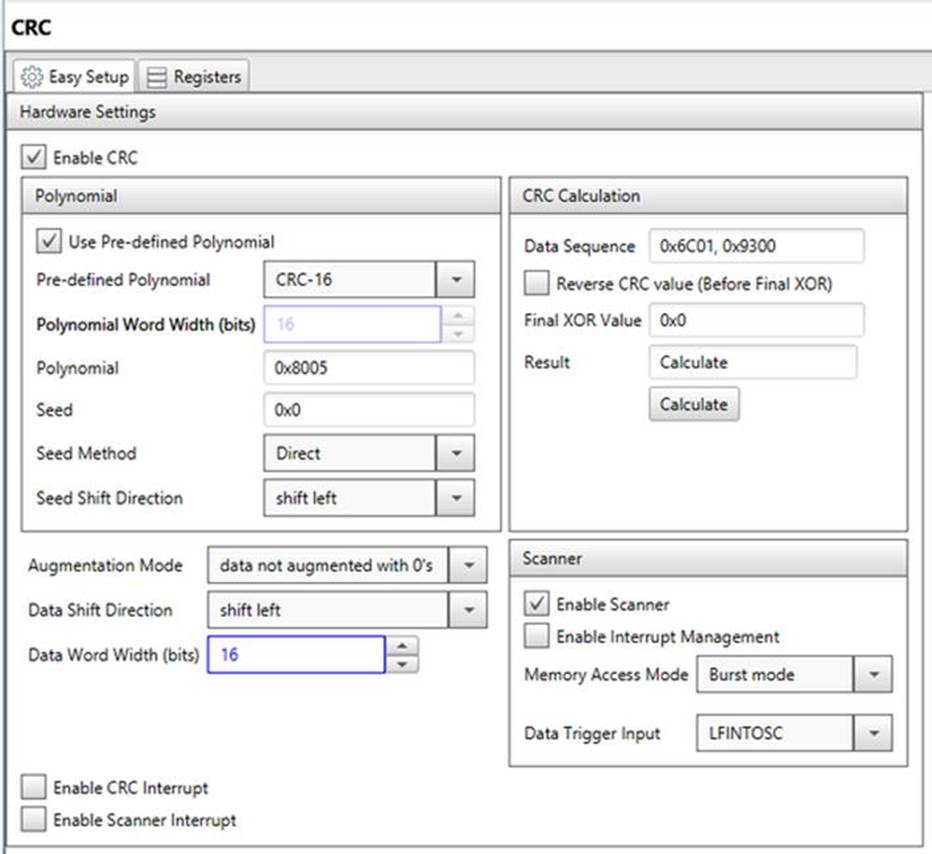 CRC
Easy Setup Registers
Hardware Settings
Enable CRC
Polynomial
Use Pre-defined Polynomial
Pre-defined Polynomial CRC-16
Polynomial Word Width (bits) 16
Polynomial 0x8005
Seed 0x0
Seed Method Direct
Seed Shift Direction shift left
CRC Calculation
Data Sequence 0x6C01, 0x9300
Reverse CRC value (Before Final XOR)
Final XOR Value 0x0
Result Calculate
Calculate
Augmentation Mode data not augmented with 0's
Data Shift Direction shift left
Data Word Width (bits) 16
Scanner
Enable Scanner
Enable Interrupt Management
Memory Access Mode Burst mode
Data Trigger Input LFINTOSC
Enable CRC Interrupt
Enable Scanner Interrupt